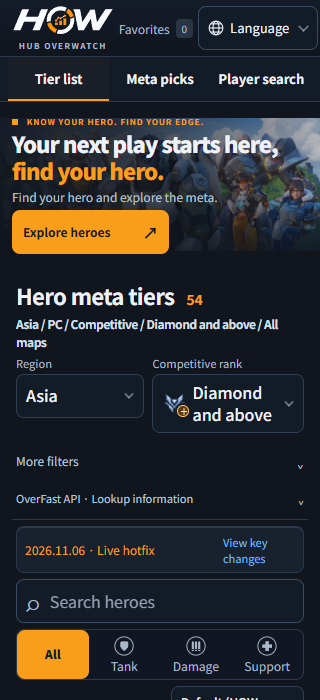 HOW
HUB OVERWATCH
Favorites 0
Language
Tier list Meta picks Player search
KNOW YOUR HERO. FIND YOUR EDGE.
Your next play starts here,
find your hero.
Find your hero and explore the meta.
Explore heroes ↗
Hero meta tiers 54
Asia / PC / Competitive / Diamond and above / All
maps
Region Competitive rank
Asia
Diamond
and above
More filters
OverFast API · Lookup information
2026.11.06 · Live hotfix
View key
changes
Search heroes
All Tank Damage Support